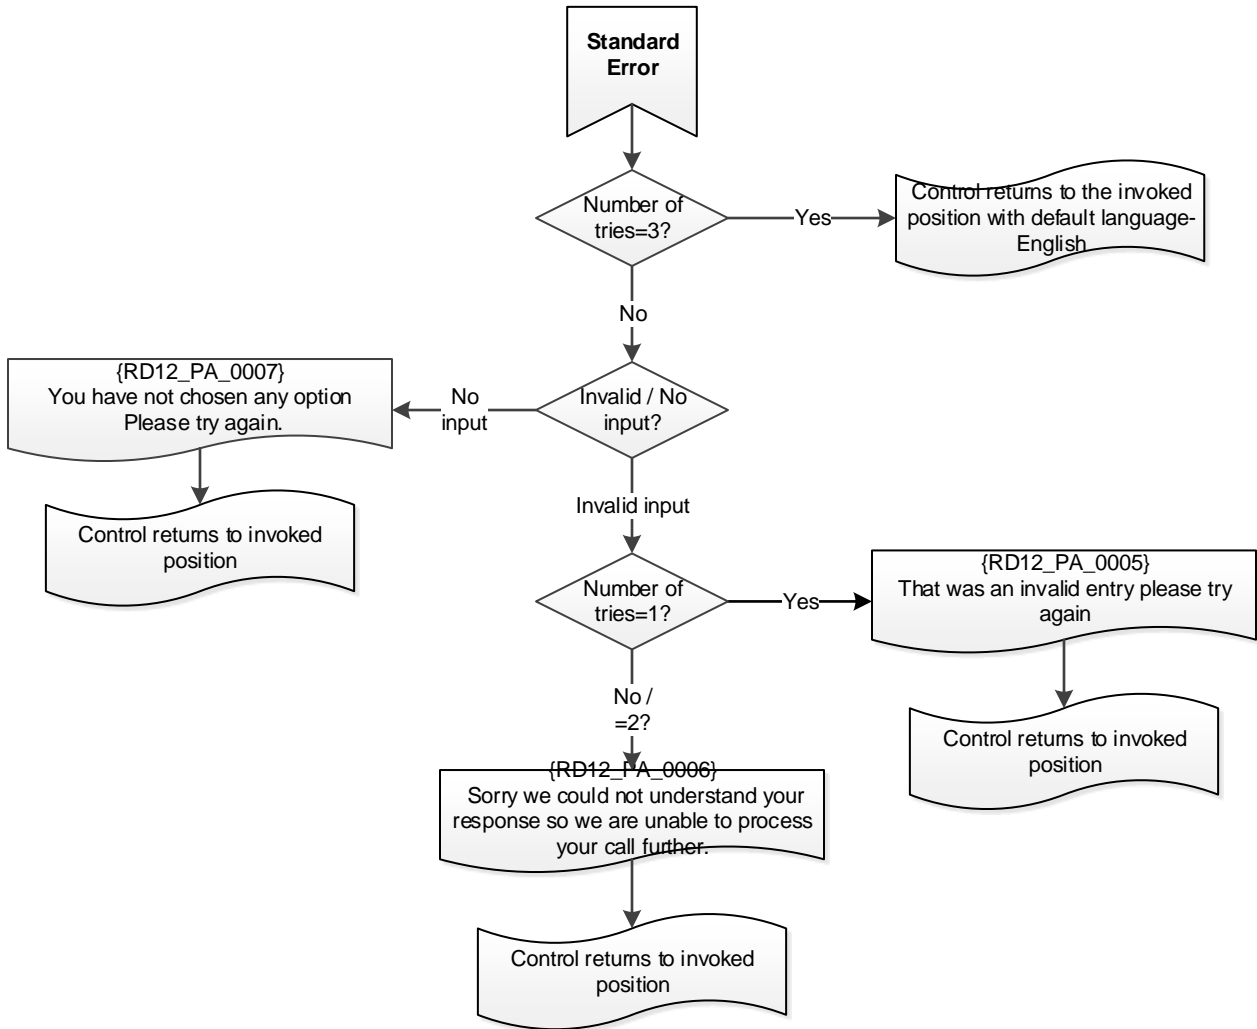 Standard
Error
Number of
tries=3?
Yes
Control returns to the invoked
position with default language-
English
No
{RD12_PA_0007}
You have not chosen any option
Please try again.
No
input
Invalid / No
input?
Control returns to invoked
position
Invalid input
Number of
tries=1?
Yes
{RD12_PA_0005}
That was an invalid entry please try
again
No /
=2?
Control returns to invoked
position
{RD12_PA_0006}
Sorry we could not understand your
response so we are unable to process
your call further.
Control returns to invoked
position